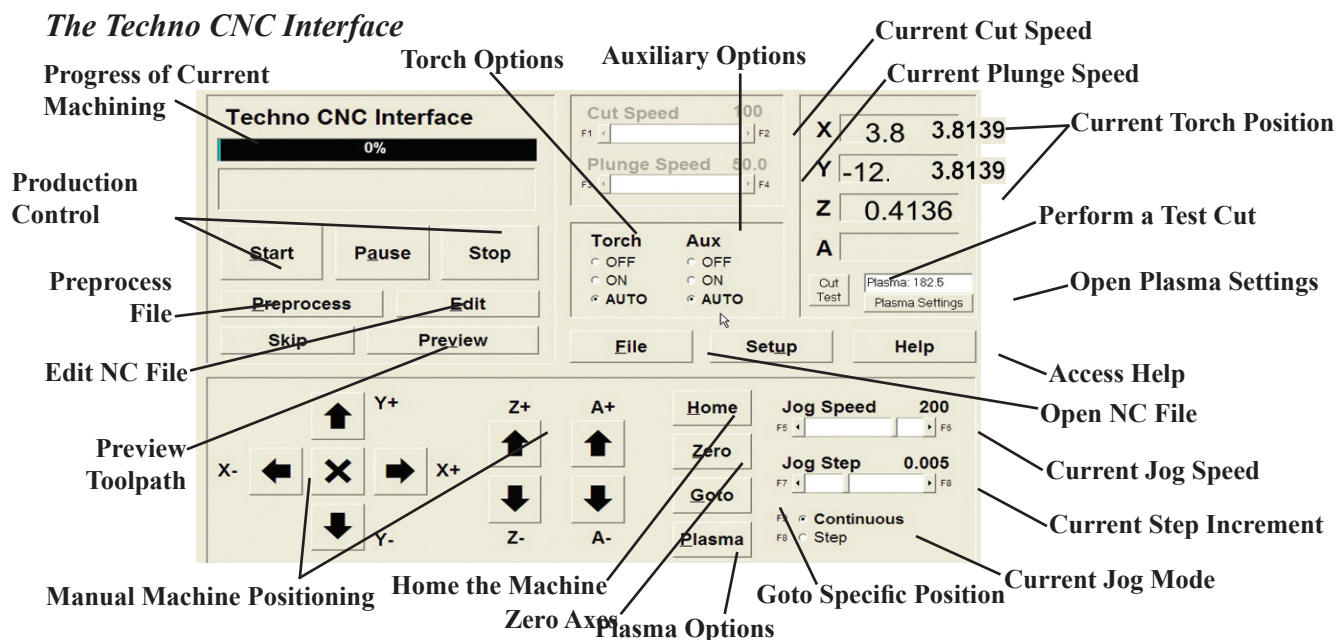 The Techno CNC Interface
Progress of Current
Machining
Torch Options
Auxiliary Options
Current Cut Speed
Current Plunge Speed
Techno CNC Interface
0%
Cut Speed 100
F1 F2
Plunge Speed 50.0
F3 F4
X 3.8 3.8139
Y -12. 3.8139
Z 0.4136
A
Current Torch Position
Production
Control
Start Pause Stop
Torch Aux
OFF OFF
ON ON
AUTO AUTO
Cut
Test
Plasma: 182.5
Plasma Settings
Perform a Test Cut
Open Plasma Settings
Preprocess
File
Preprocess Edit
Skip Preview
File Setup Help
Edit NC File
Access Help
Open NC File
Preview
Toolpath
Y+
X- X+
Y-
Z+ A+
Z- A-
Home
Zero
Goto
Plasma
Jog Speed 200
F5 F6
Jog Step 0.005
F7 F8
F9 Continuous
F8 Step
Current Jog Speed
Current Step Increment
Current Jog Mode
Manual Machine Positioning
Home the Machine
Zero Axes
Plasma Options
Goto Specific Position